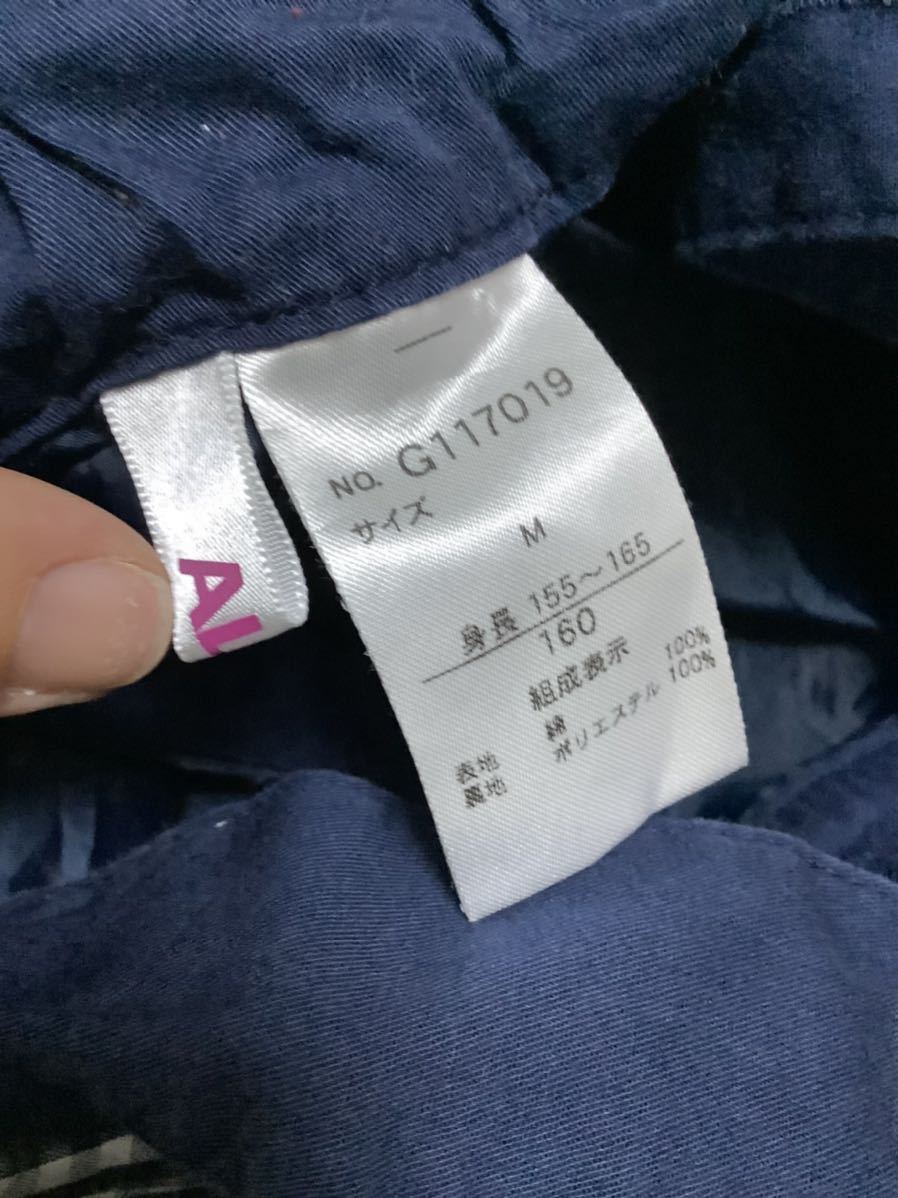 NO. G117019
サイズ
M
身長 155〜165
160
組成表示
表地 綿 100%
裏地 ポリエステル 100%
AL